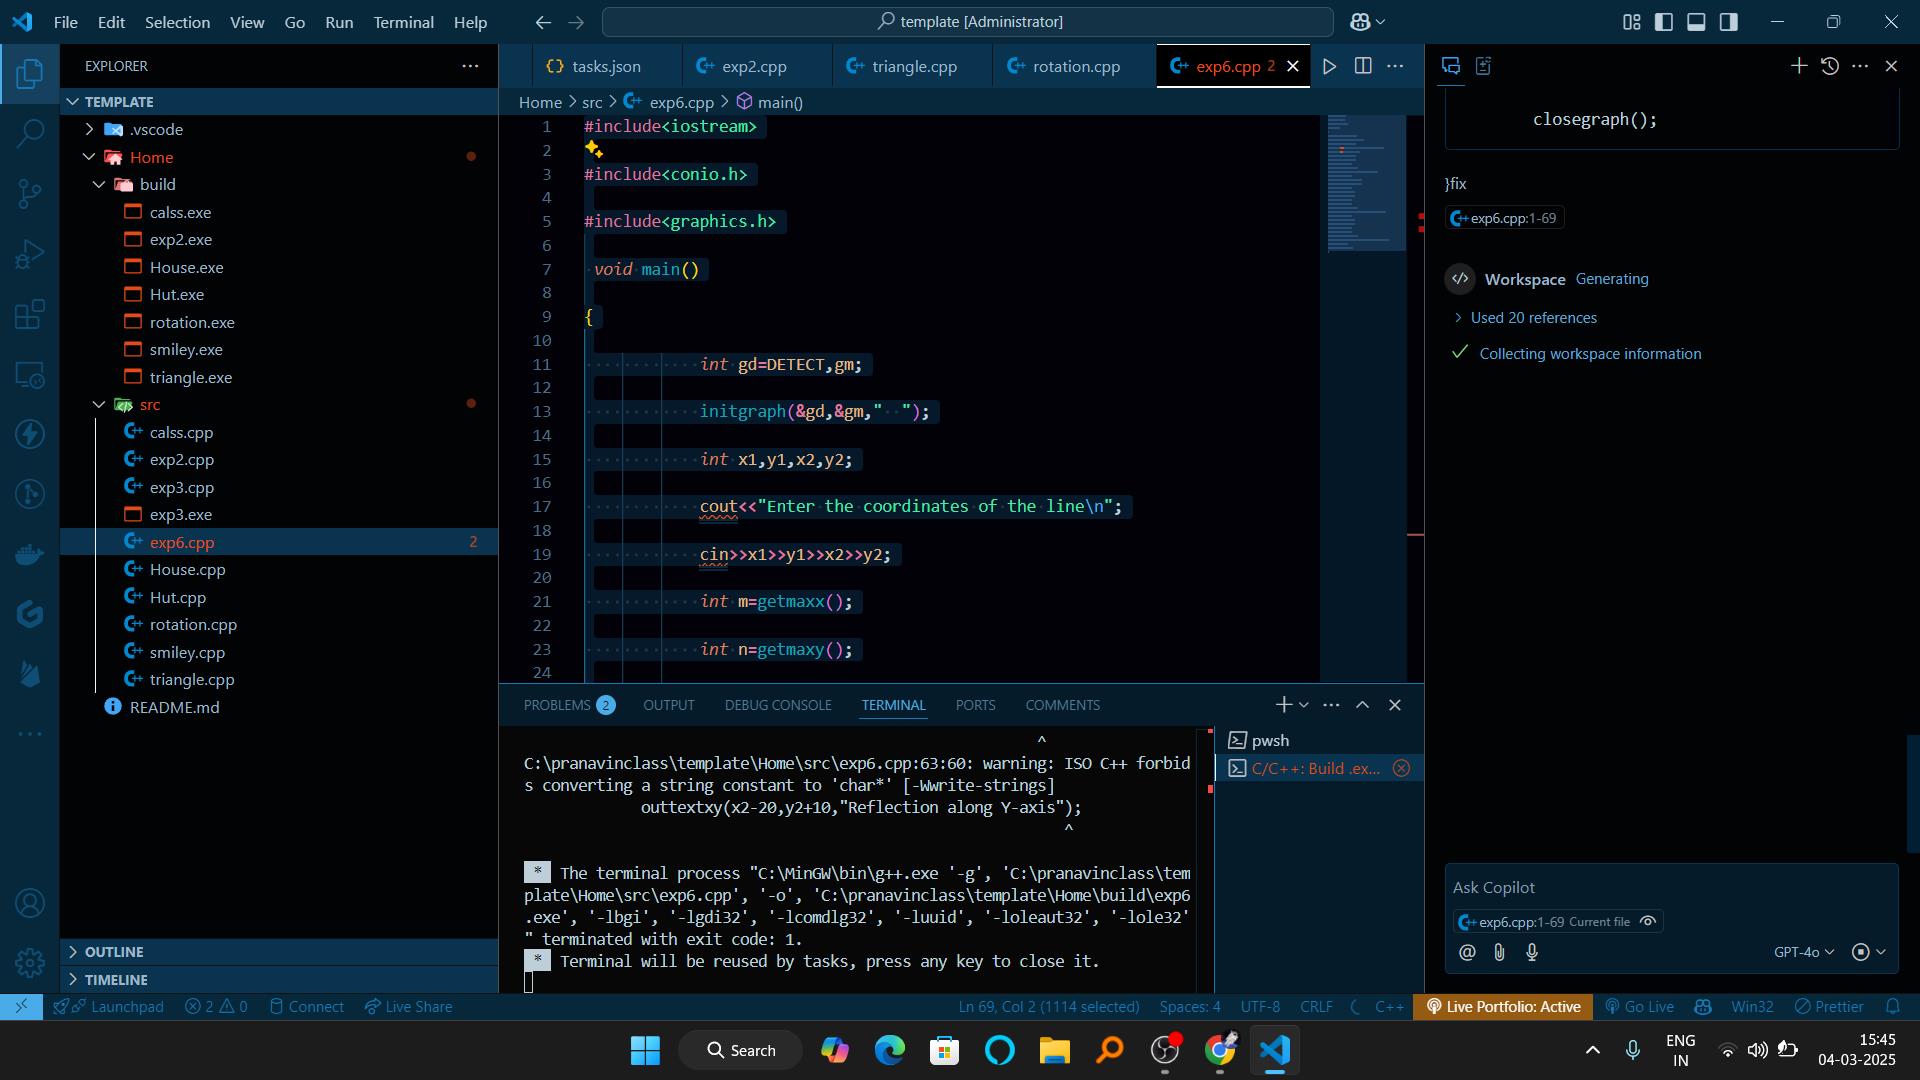 File Edit Selection View Go Run Terminal Help
template [Administrator]
EXPLORER
TEMPLATE
.vscode
Home
build
calss.exe
exp2.exe
House.exe
Hut.exe
rotation.exe
smiley.exe
triangle.exe
src
calss.cpp
exp2.cpp
exp3.cpp
exp3.exe
exp6.cpp 2
House.cpp
Hut.cpp
rotation.cpp
smiley.cpp
triangle.cpp
README.md
OUTLINE
TIMELINE
tasks.json exp2.cpp triangle.cpp rotation.cpp exp6.cpp 2
Home > src > exp6.cpp > main()
1 #include<iostream>
2
3 #include<conio.h>
4
5 #include<graphics.h>
6
7 void main()
8
9 {
10
11 int gd=DETECT,gm;
12
13 initgraph(&gd,&gm,"  ");
14
15 int x1,y1,x2,y2;
16
17 cout<<"Enter the coordinates of the line\n";
18
19 cin>>x1>>y1>>x2>>y2;
20
21 int m=getmaxx();
22
23 int n=getmaxy();
24
PROBLEMS 2 OUTPUT DEBUG CONSOLE TERMINAL PORTS COMMENTS
^
C:\pranavinclass\template\Home\src\exp6.cpp:63:60: warning: ISO C++ forbid
s converting a string constant to 'char*' [-Wwrite-strings]
outtextxy(x2-20,y2+10,"Reflection along Y-axis");
^
* The terminal process "C:\MinGW\bin\g++.exe '-g', 'C:\pranavinclass\tem
plate\Home\src\exp6.cpp', '-o', 'C:\pranavinclass\template\Home\build\exp6
.exe', '-lbgi', '-lgdi32', '-lcomdlg32', '-luuid', '-loleaut32', '-lole32'
" terminated with exit code: 1.
* Terminal will be reused by tasks, press any key to close it.
pwsh
C/C++: Build .ex...
closegraph();
}fix
exp6.cpp:1-69
Workspace Generating
Used 20 references
Collecting workspace information
Ask Copilot
exp6.cpp:1-69 Current file
@ GPT-4o
Launchpad 2 0 Connect Live Share
Ln 69, Col 2 (1114 selected) Spaces: 4 UTF-8 CRLF C++ Live Portfolio: Active Go Live Win32 Prettier
Search
ENG
IN
15:45
04-03-2025